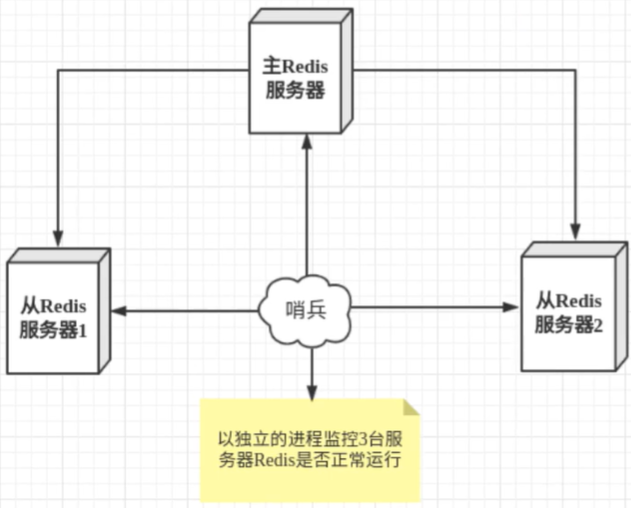 主Redis
服务器
从Redis
服务器1
哨兵
从Redis
服务器2
以独立的进程监控3台服
务器Redis是否正常运行